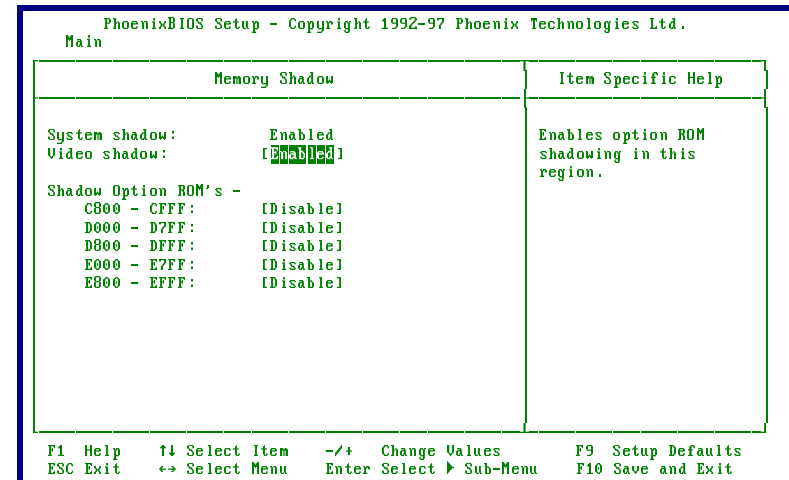 PhoenixBIOS Setup - Copyright 1992-97 Phoenix Technologies Ltd.
Main
Memory Shadow
Item Specific Help
System shadow: Enabled
Video shadow: [Enabled]
Shadow Option ROM's -
C800 - CFFF: [Disable]
D000 - D7FF: [Disable]
D800 - DFFF: [Disable]
E000 - E7FF: [Disable]
E800 - EFFF: [Disable]
Enables option ROM
shadowing in this
region.
F1 Help ↑↓ Select Item -/+ Change Values F9 Setup Defaults
ESC Exit ←→ Select Menu Enter Select ▶ Sub-Menu F10 Save and Exit